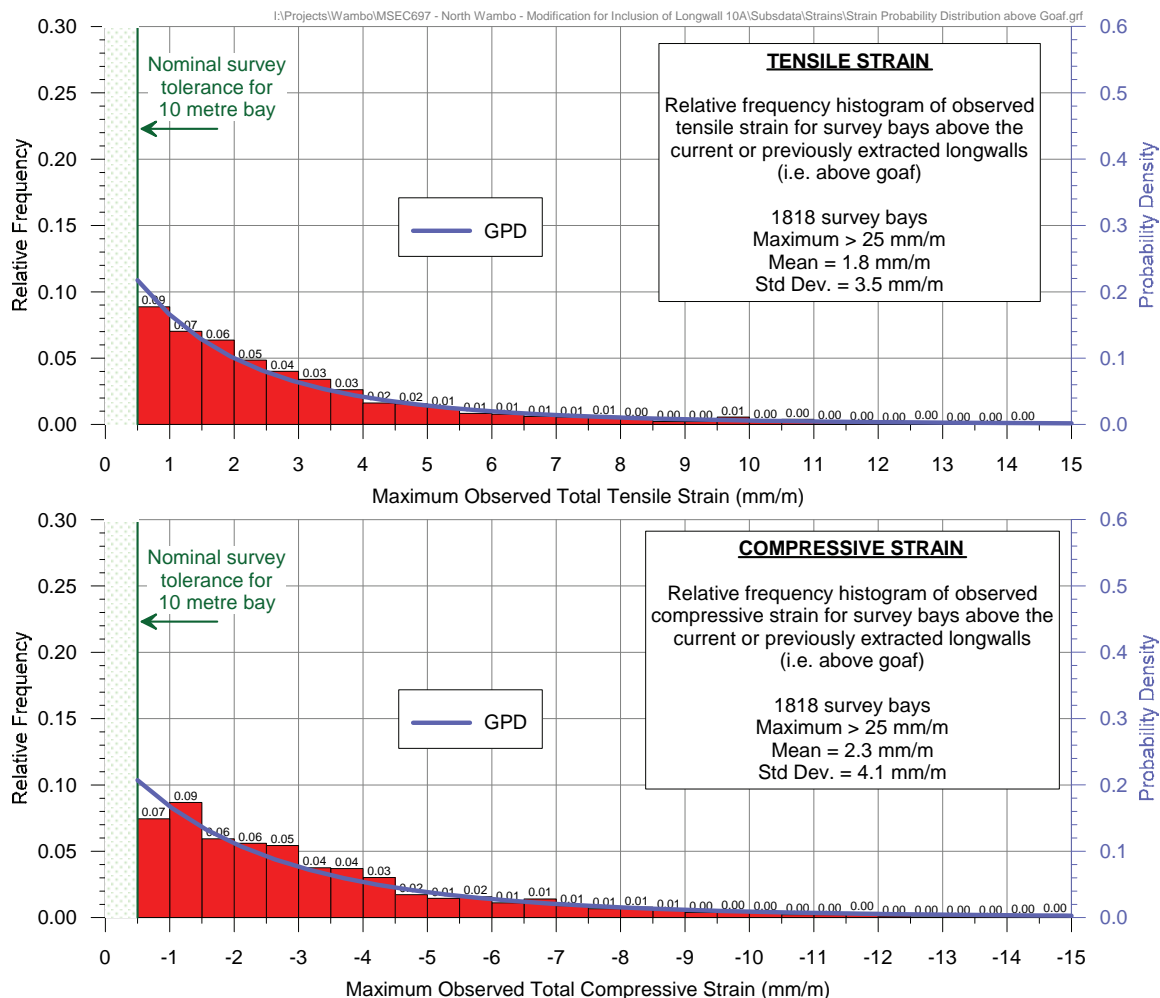 I:\Projects\Wambo\MSEC697 - North Wambo - Modification for Inclusion of Longwall 10A\Subsdata\Strains\Strain Probability Distribution above Goaf.grf
0.30
0.25
0.20
0.15
0.10
0.05
0.00
Relative Frequency
Nominal survey
tolerance for
10 metre bay
GPD
TENSILE STRAIN
Relative frequency histogram of observed
tensile strain for survey bays above the
current or previously extracted longwalls
(i.e. above goaf)
1818 survey bays
Maximum > 25 mm/m
Mean = 1.8 mm/m
Std Dev. = 3.5 mm/m
0.6
0.5
0.4
0.3
0.2
0.1
0.0
Probability Density
0.09 0.07 0.06 0.05 0.04 0.03 0.03 0.02 0.02 0.01 0.01 0.01 0.01 0.01 0.01 0.00 0.00 0.00 0.01 0.00 0.00 0.00 0.00 0.00 0.00 0.00 0.00 0.00
0 1 2 3 4 5 6 7 8 9 10 11 12 13 14 15
Maximum Observed Total Tensile Strain (mm/m)
0.30
0.25
0.20
0.15
0.10
0.05
0.00
Relative Frequency
Nominal survey
tolerance for
10 metre bay
GPD
COMPRESSIVE STRAIN
Relative frequency histogram of observed
compressive strain for survey bays above the
current or previously extracted longwalls
(i.e. above goaf)
1818 survey bays
Maximum > 25 mm/m
Mean = 2.3 mm/m
Std Dev. = 4.1 mm/m
0.6
0.5
0.4
0.3
0.2
0.1
0.0
Probability Density
0.07 0.09 0.06 0.06 0.05 0.04 0.04 0.03 0.02 0.01 0.02 0.01 0.01 0.01 0.01 0.01 0.01 0.00 0.00 0.00 0.00 0.00 0.00 0.00 0.00 0.00 0.00 0.00 0.00
0 -1 -2 -3 -4 -5 -6 -7 -8 -9 -10 -11 -12 -13 -14 -15
Maximum Observed Total Compressive Strain (mm/m)